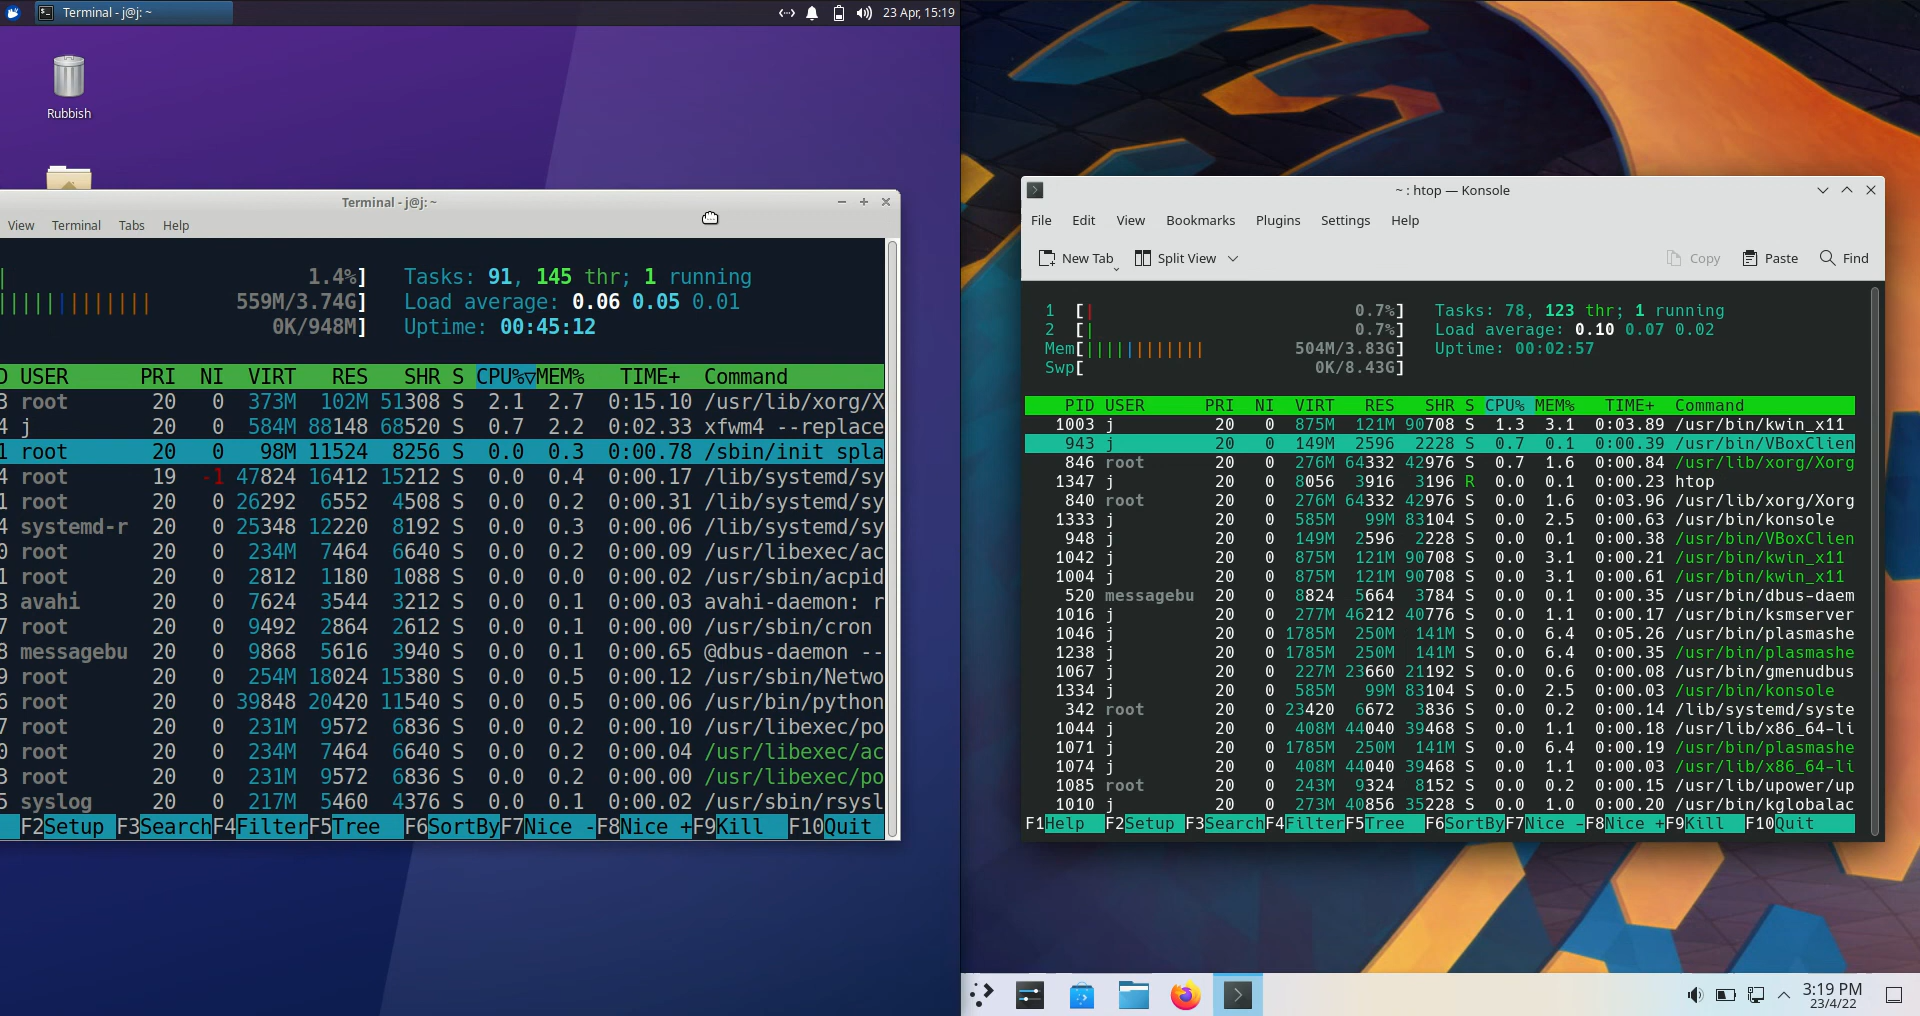 Terminal - j@j: ~
23 Apr, 15:19
Rubbish
Terminal - j@j: ~
View Terminal Tabs Help
1.4%] Tasks: 91, 145 thr; 1 running
559M/3.74G] Load average: 0.06 0.05 0.01
0K/948M] Uptime: 00:45:12
D USER PRI NI VIRT RES SHR S CPU%▽MEM% TIME+ Command
3 root 20 0 373M 102M 51308 S 2.1 2.7 0:15.10 /usr/lib/xorg/X
4 j 20 0 584M 88148 68520 S 0.7 2.2 0:02.33 xfwm4 --replace
1 root 20 0 98M 11524 8256 S 0.0 0.3 0:00.78 /sbin/init spla
4 root 19 -1 47824 16412 15212 S 0.0 0.4 0:00.17 /lib/systemd/sy
1 root 20 0 26292 6552 4508 S 0.0 0.2 0:00.31 /lib/systemd/sy
4 systemd-r 20 0 25348 12220 8192 S 0.0 0.3 0:00.06 /lib/systemd/sy
0 root 20 0 234M 7464 6640 S 0.0 0.2 0:00.09 /usr/libexec/ac
1 root 20 0 2812 1180 1088 S 0.0 0.0 0:00.02 /usr/sbin/acpid
3 avahi 20 0 7624 3544 3212 S 0.0 0.1 0:00.03 avahi-daemon: r
7 root 20 0 9492 2864 2612 S 0.0 0.1 0:00.00 /usr/sbin/cron
8 messagebu 20 0 9868 5616 3940 S 0.0 0.1 0:00.65 @dbus-daemon --
9 root 20 0 254M 18024 15380 S 0.0 0.5 0:00.12 /usr/sbin/Netwo
6 root 20 0 39848 20420 11540 S 0.0 0.5 0:00.06 /usr/bin/python
7 root 20 0 231M 9572 6836 S 0.0 0.2 0:00.10 /usr/libexec/po
0 root 20 0 234M 7464 6640 S 0.0 0.2 0:00.04 /usr/libexec/ac
3 root 20 0 231M 9572 6836 S 0.0 0.2 0:00.00 /usr/libexec/po
5 syslog 20 0 217M 5460 4376 S 0.0 0.1 0:00.02 /usr/sbin/rsysl
F2Setup F3SearchF4FilterF5Tree F6SortByF7Nice -F8Nice +F9Kill F10Quit
~ : htop — Konsole
File Edit View Bookmarks Plugins Settings Help
New Tab Split View Copy Paste Find
1 [| 0.7%] Tasks: 78, 123 thr; 1 running
2 [| 0.7%] Load average: 0.10 0.07 0.02
Mem[|||||||||||| 504M/3.83G] Uptime: 00:02:57
Swp[ 0K/8.43G]
PID USER PRI NI VIRT RES SHR S CPU% MEM% TIME+ Command
1003 j 20 0 875M 121M 90708 S 1.3 3.1 0:03.89 /usr/bin/kwin_x11
943 j 20 0 149M 2596 2228 S 0.7 0.1 0:00.39 /usr/bin/VBoxClien
846 root 20 0 276M 64332 42976 S 0.7 1.6 0:00.84 /usr/lib/xorg/Xorg
1347 j 20 0 8056 3916 3196 R 0.0 0.1 0:00.23 htop
840 root 20 0 276M 64332 42976 S 0.0 1.6 0:03.96 /usr/lib/xorg/Xorg
1333 j 20 0 585M 99M 83104 S 0.0 2.5 0:00.63 /usr/bin/konsole
948 j 20 0 149M 2596 2228 S 0.0 0.1 0:00.38 /usr/bin/VBoxClien
1042 j 20 0 875M 121M 90708 S 0.0 3.1 0:00.21 /usr/bin/kwin_x11
1004 j 20 0 875M 121M 90708 S 0.0 3.1 0:00.61 /usr/bin/kwin_x11
520 messagebu 20 0 8824 5664 3784 S 0.0 0.1 0:00.35 /usr/bin/dbus-daem
1016 j 20 0 277M 46212 40776 S 0.0 1.1 0:00.17 /usr/bin/ksmserver
1046 j 20 0 1785M 250M 141M S 0.0 6.4 0:05.26 /usr/bin/plasmashe
1238 j 20 0 1785M 250M 141M S 0.0 6.4 0:00.35 /usr/bin/plasmashe
1067 j 20 0 227M 23660 21192 S 0.0 0.6 0:00.08 /usr/bin/gmenudbus
1334 j 20 0 585M 99M 83104 S 0.0 2.5 0:00.03 /usr/bin/konsole
342 root 20 0 23420 6672 3836 S 0.0 0.2 0:00.14 /lib/systemd/syste
1044 j 20 0 408M 44040 39468 S 0.0 1.1 0:00.18 /usr/lib/x86_64-li
1071 j 20 0 1785M 250M 141M S 0.0 6.4 0:00.19 /usr/bin/plasmashe
1074 j 20 0 408M 44040 39468 S 0.0 1.1 0:00.03 /usr/lib/x86_64-li
1085 root 20 0 243M 9324 8152 S 0.0 0.2 0:00.15 /usr/lib/upower/up
1010 j 20 0 273M 40856 35228 S 0.0 1.0 0:00.20 /usr/bin/kglobalac
F1Help F2Setup F3SearchF4FilterF5Tree F6SortByF7Nice -F8Nice +F9Kill F10Quit
3:19 PM
23/4/22